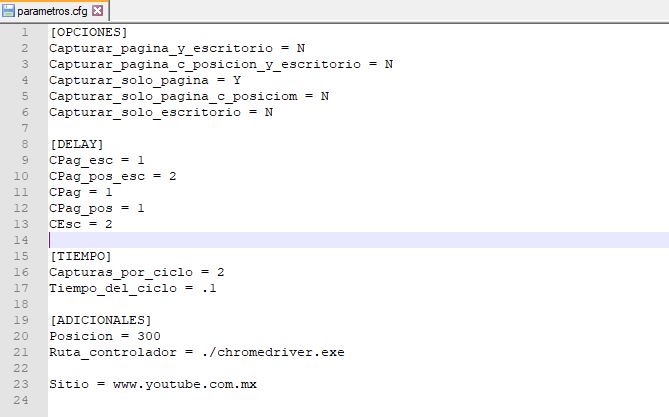 parametros.cfg
1 [OPCIONES]
2 Capturar_pagina_y_escritorio = N
3 Capturar_pagina_c_posicion_y_escritorio = N
4 Capturar_solo_pagina = Y
5 Capturar_solo_pagina_c_posiciom = N
6 Capturar_solo_escritorio = N
7
8 [DELAY]
9 CPag_esc = 1
10 CPag_pos_esc = 2
11 CPag = 1
12 CPag_pos = 1
13 CEsc = 2
14
15 [TIEMPO]
16 Capturas_por_ciclo = 2
17 Tiempo_del_ciclo = .1
18
19 [ADICIONALES]
20 Posicion = 300
21 Ruta_controlador = ./chromedriver.exe
22
23 Sitio = www.youtube.com.mx
24